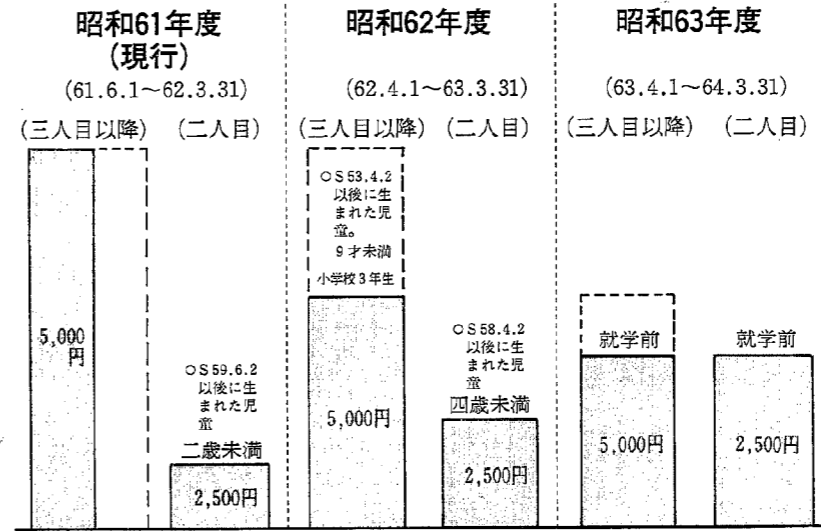 昭和61年度
(現行)
(61.6.1〜62.3.31)
(三人目以降) (二人目)
5,000
円
○S59.6.2
以後に生
まれた児
童
二歳未満
2,500円
昭和62年度
(62.4.1〜63.3.31)
(三人目以降) (二人目)
○S53.4.2
以後に生
まれた児
童。
9才未満
小学校3年生
5,000円
○S58.4.2
以後に生
まれた児
童
四歳未満
2,500円
昭和63年度
(63.4.1〜64.3.31)
(三人目以降) (二人目)
就学前
5,000円
就学前
2,500円